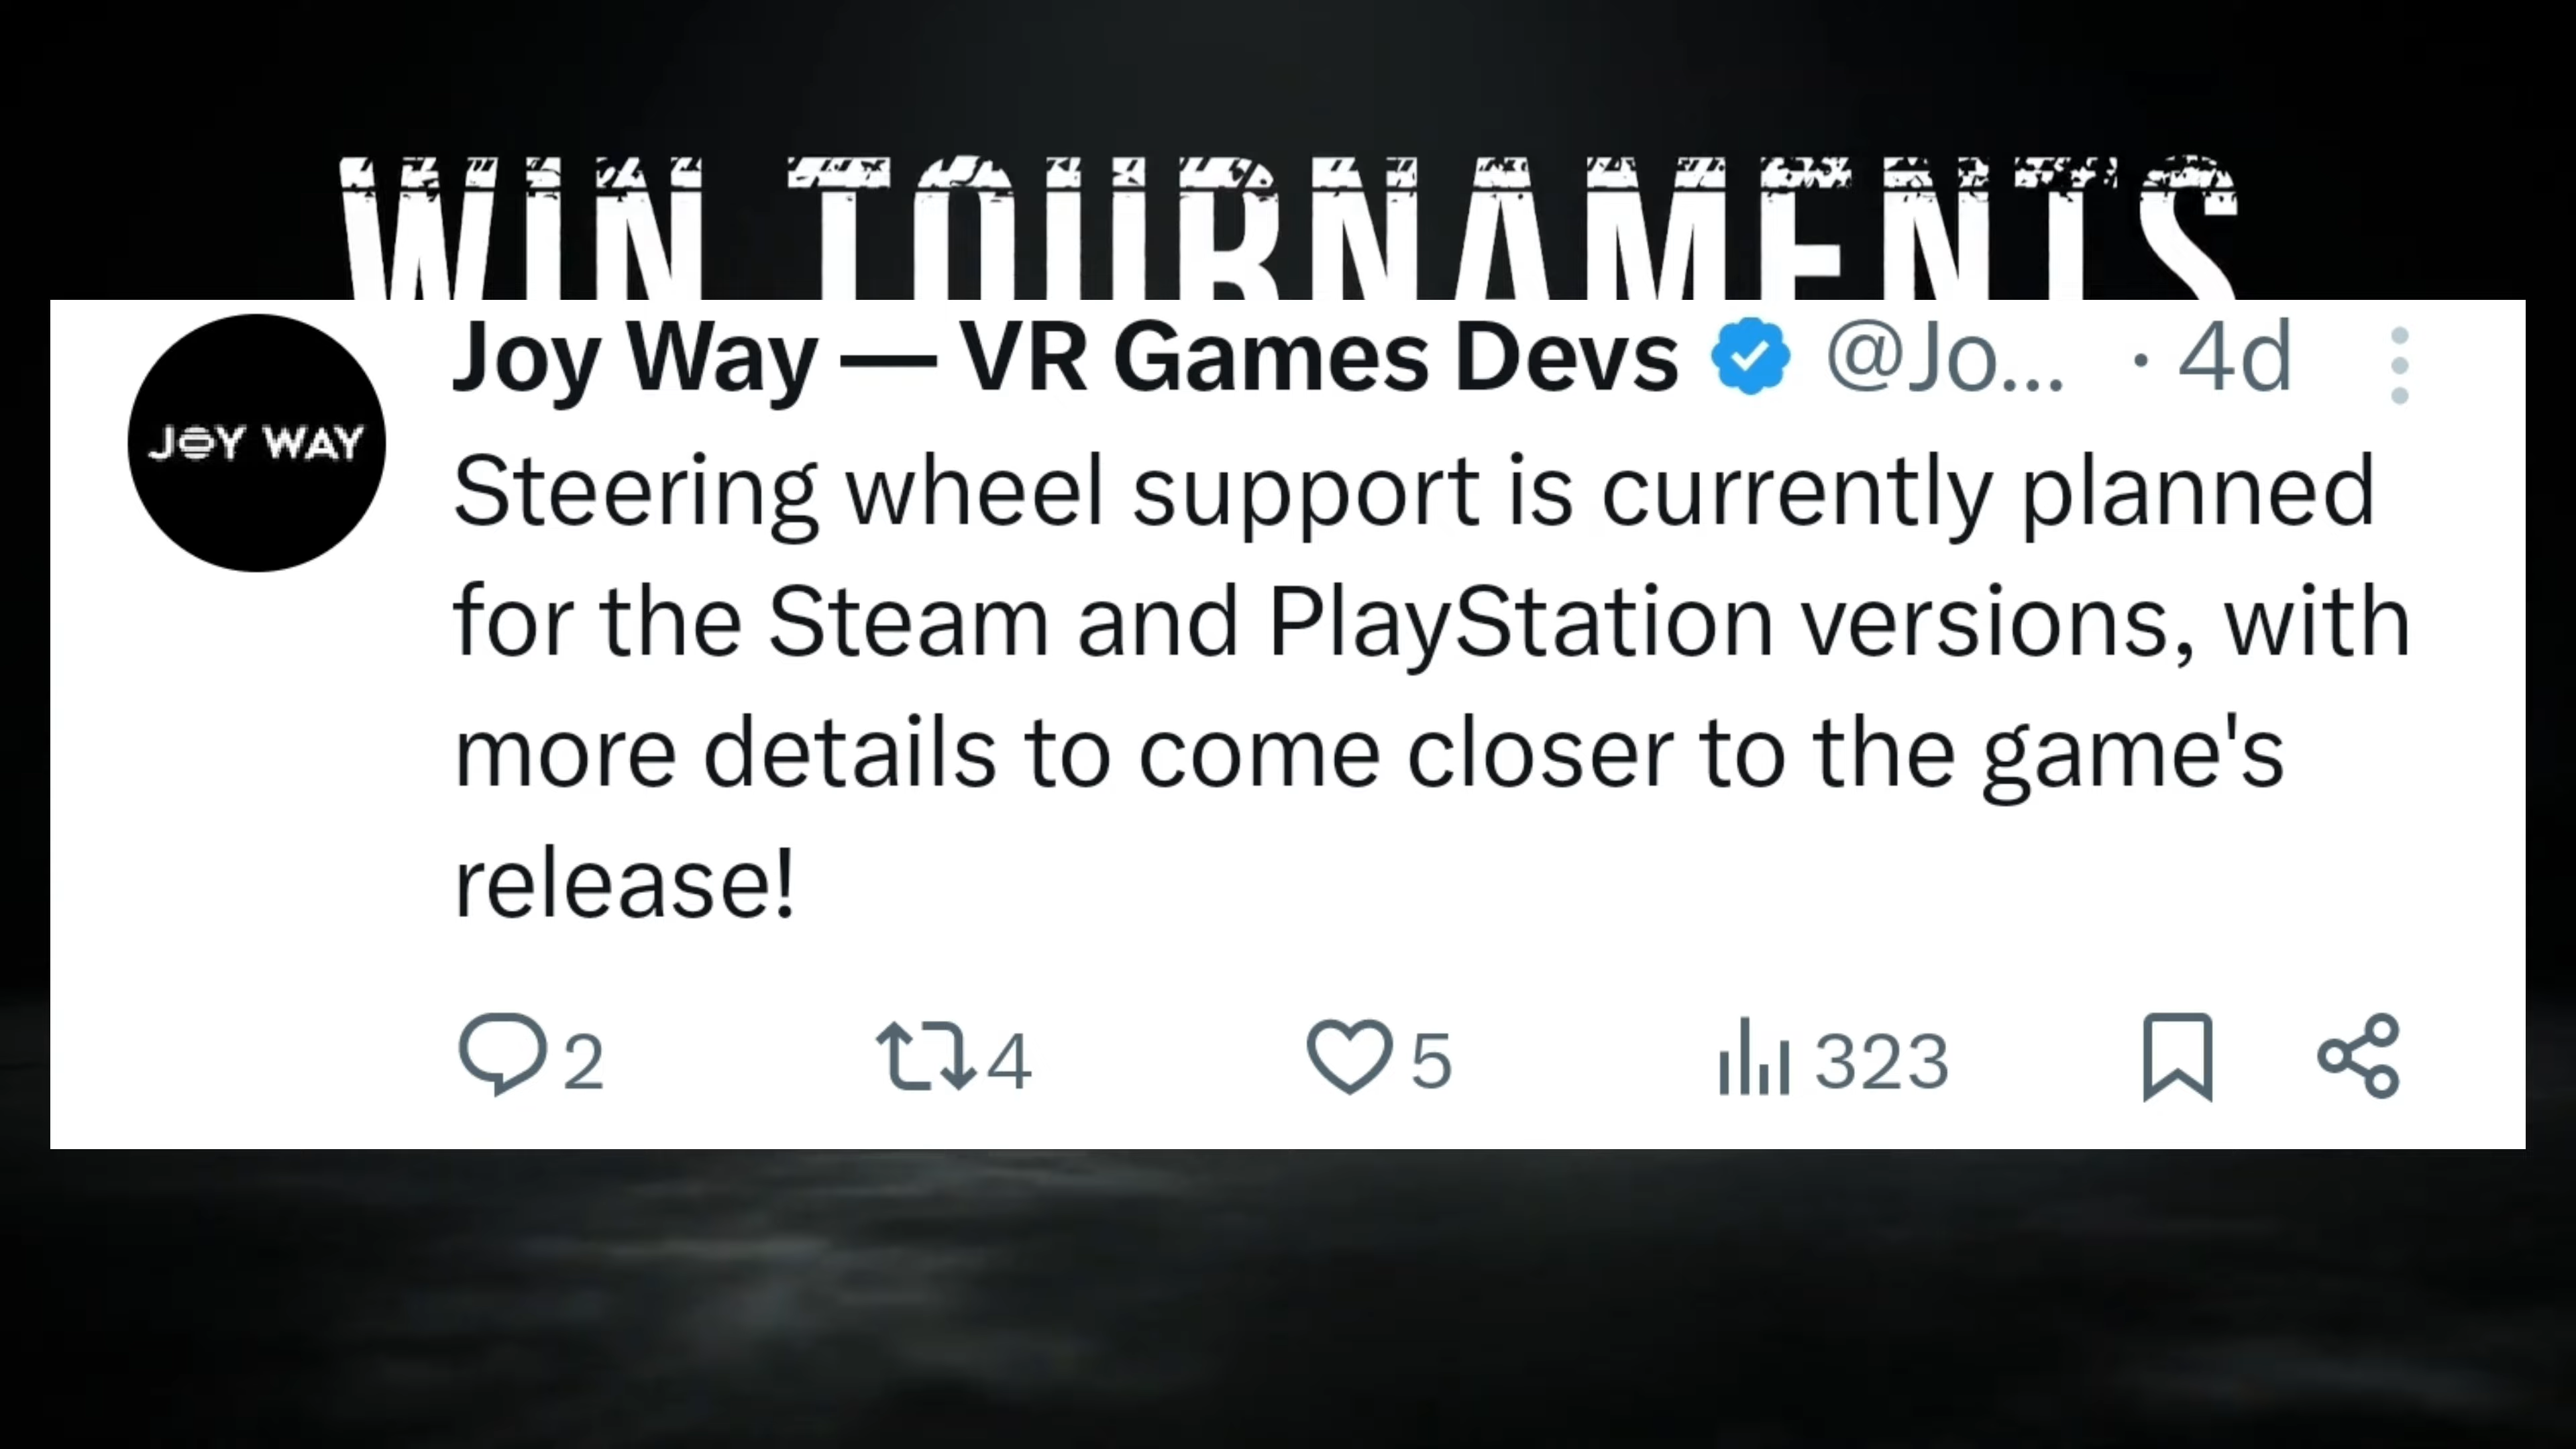 WIN TOURNAMENTS
Joy Way — VR Games Devs @Jo... · 4d
JOY WAY
Steering wheel support is currently planned
for the Steam and PlayStation versions, with
more details to come closer to the game's
release!
2 4 5 323